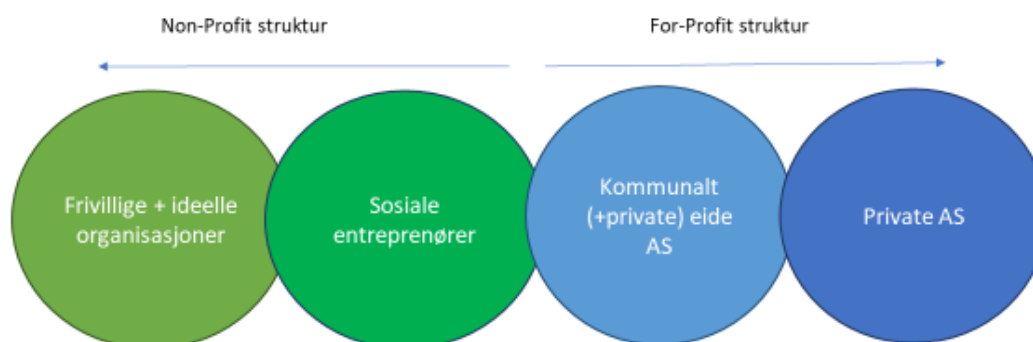 Non-Profit struktur
For-Profit struktur
Frivillige + ideelle
organisasjoner
Sosiale
entreprenører
Kommunalt
(+private) eide
AS
Private AS